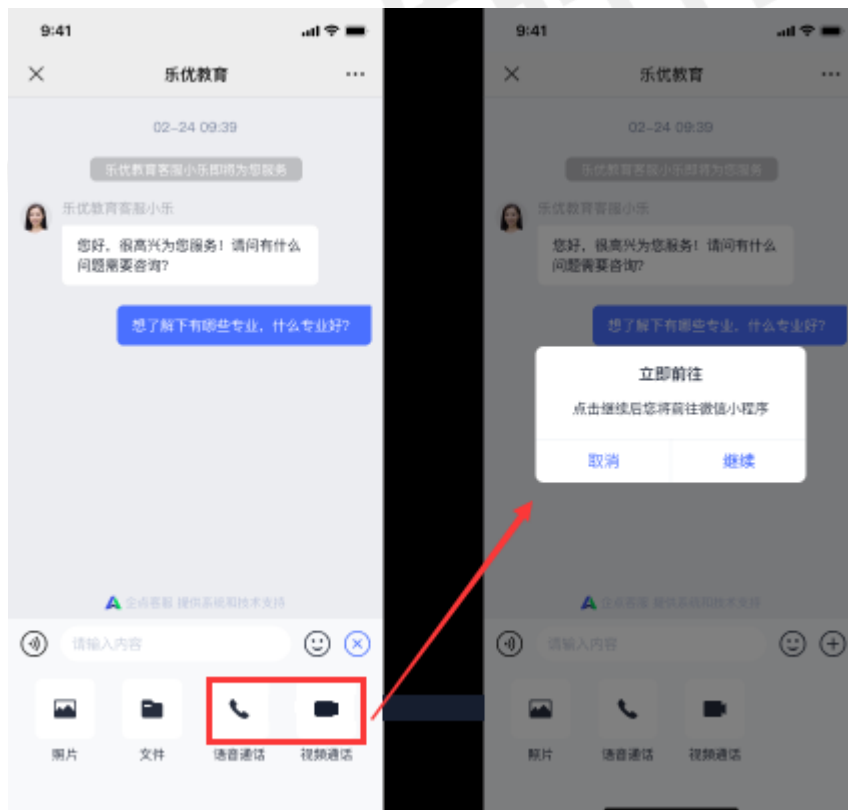 9:41
乐优教育
02-24 09:39
乐优教育客服小乐即将为您服务
乐优教育客服小乐
您好，很高兴为您服务！请问有什么
问题需要咨询？
想了解下有哪些专业，什么专业好？
企点客服 提供系统和技术支持
请输入内容
照片
文件
语音通话
视频通话
9:41
乐优教育
02-24 09:39
乐优教育客服小乐即将为您服务
乐优教育客服小乐
您好，很高兴为您服务！请问有什么
问题需要咨询？
想了解下有哪些专业，什么专业好？
立即前往
点击继续后您将前往微信小程序
取消
继续
企点客服 提供系统和技术支持
请输入内容
照片
语音通话
视频通话